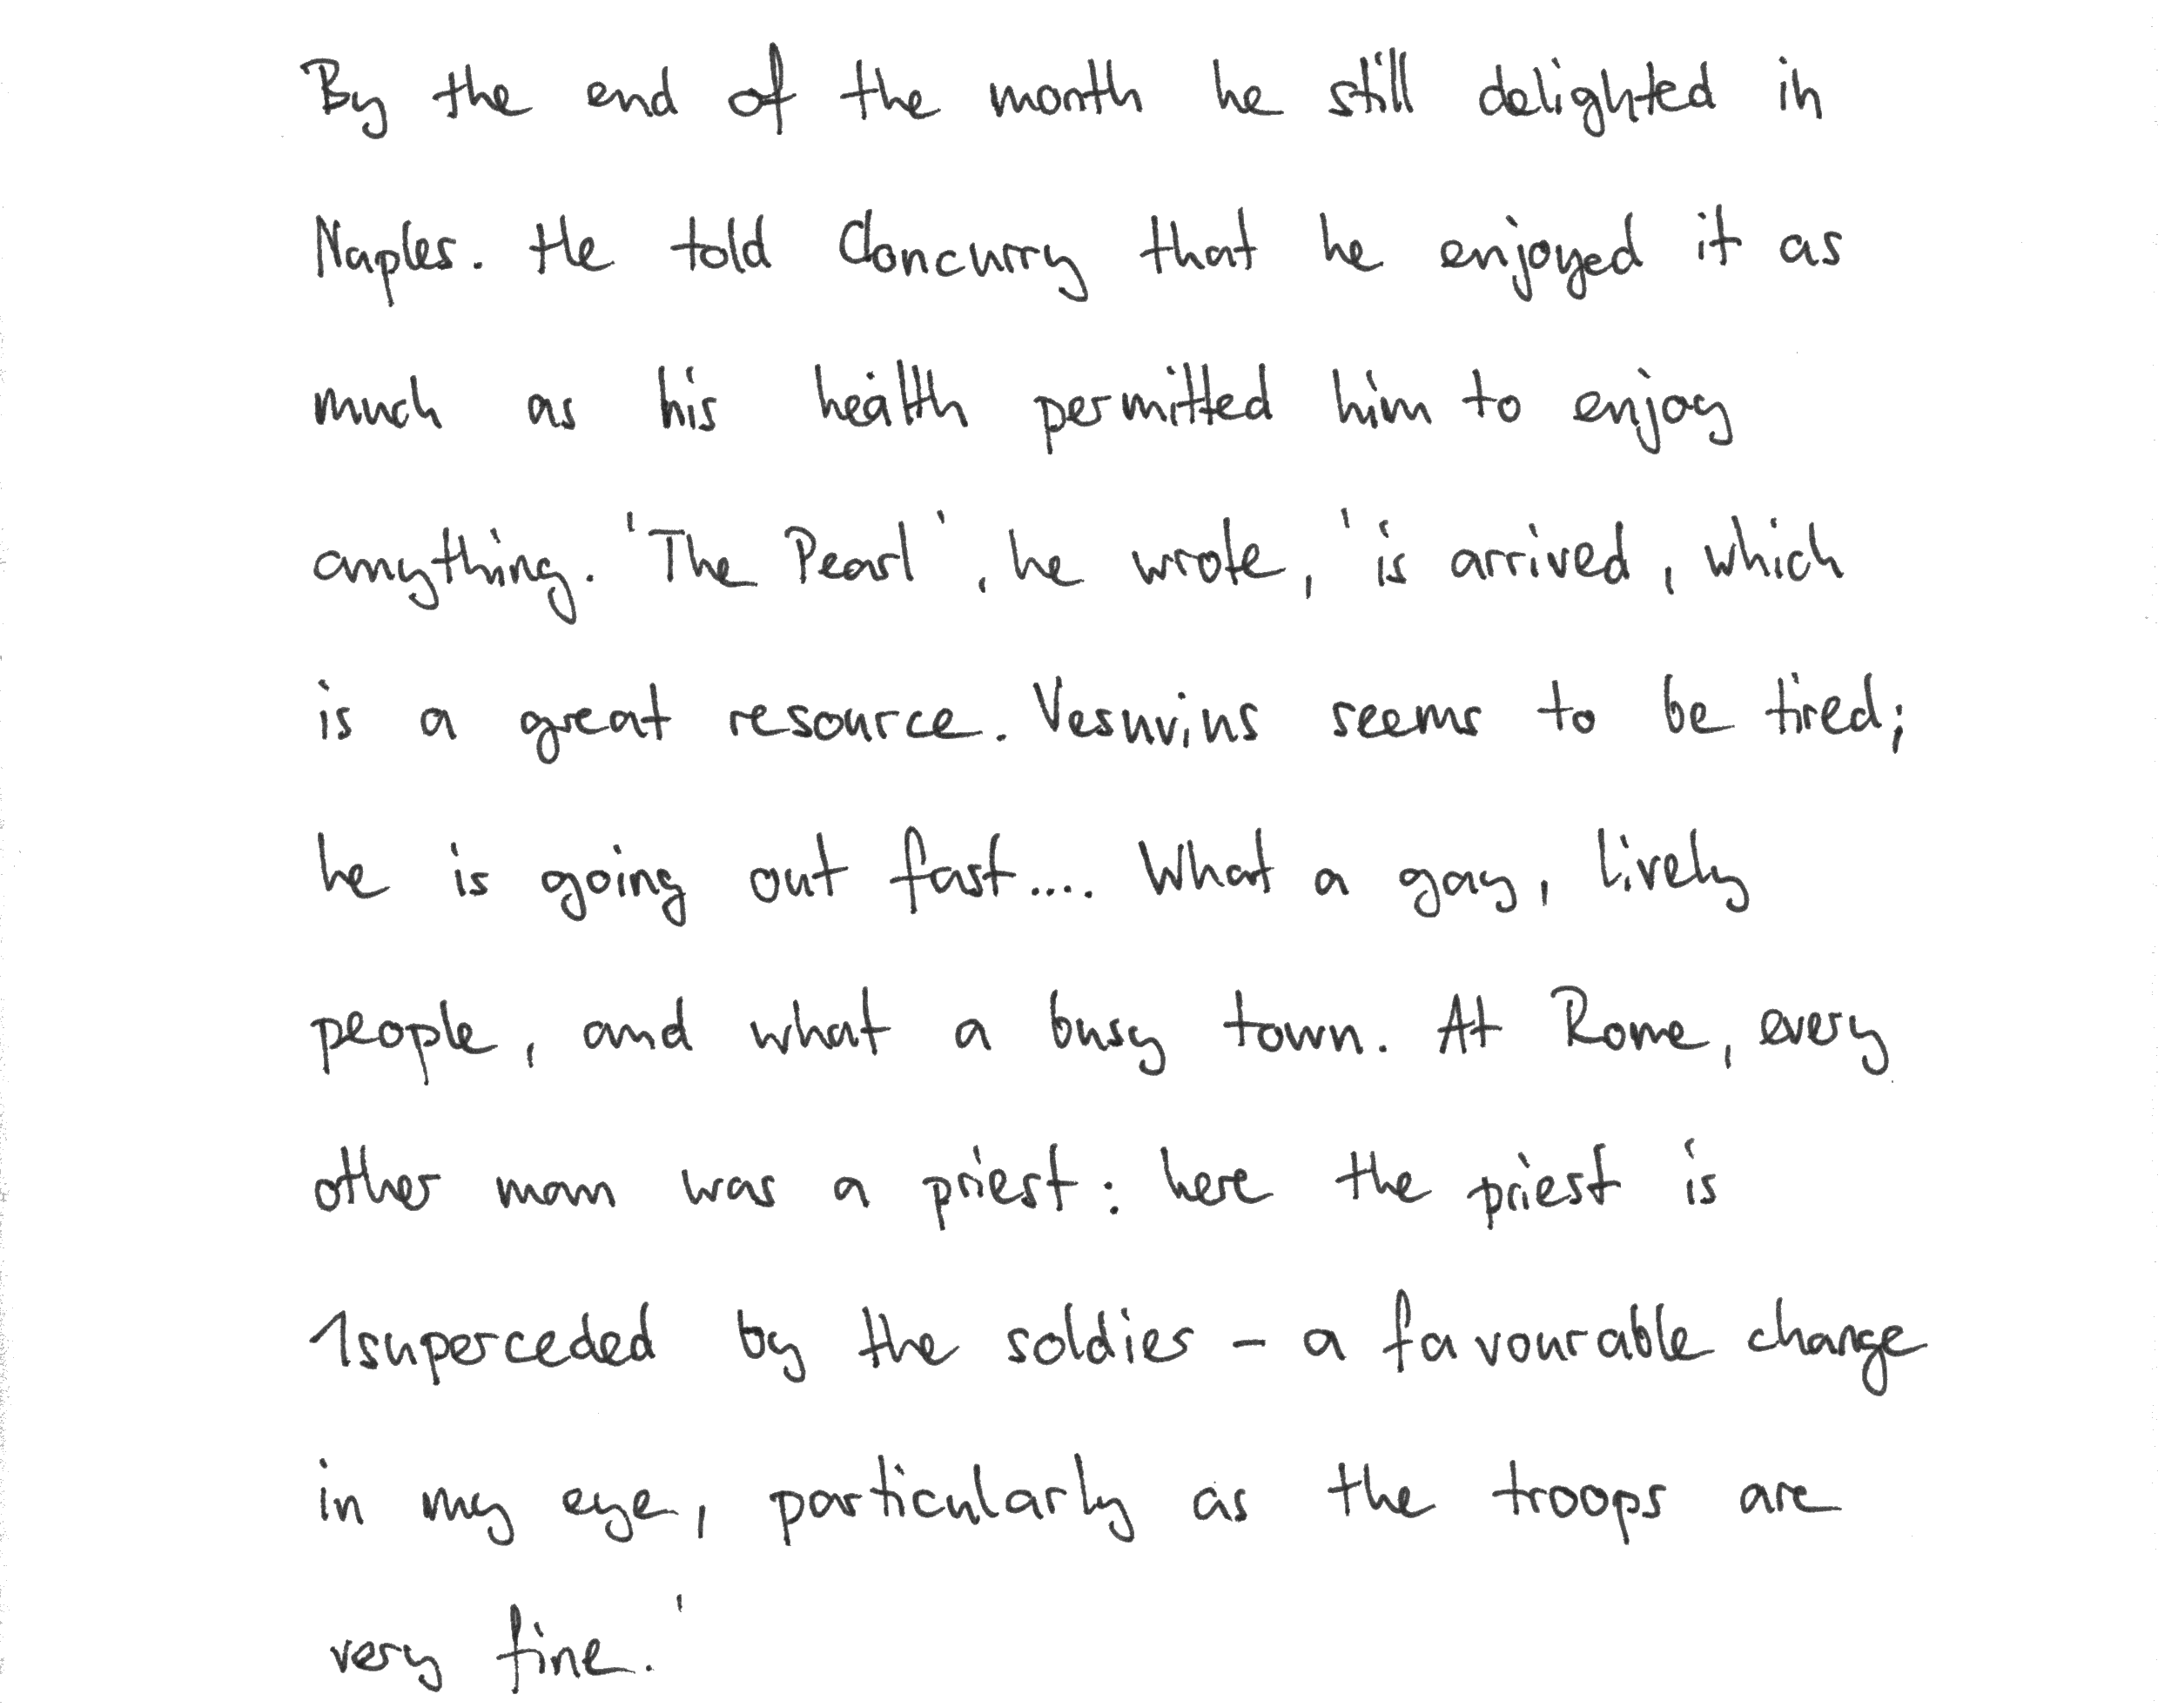 By the end of the month he still delighted in
Naples. He told Cloncurry that he enjoyed it as
much as his health permitted him to enjoy
anything. 'The Pearl', he wrote, 'is arrived, which
is a great resource. Vesuvius seems to be tired;
he is going out fast.... What a gay, lively
people, and what a busy town. At Rome, every
other man was a priest: here the priest is
1superceded by the soldier - a favourable change
in my eye, particularly as the troops are
very fine.'